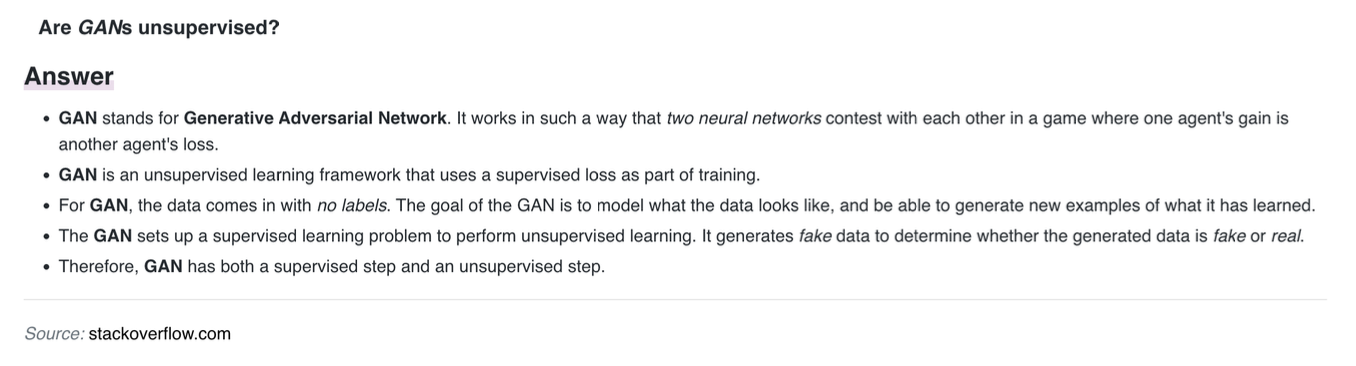 Are GANs unsupervised?
Answer
• GAN stands for Generative Adversarial Network. It works in such a way that two neural networks contest with each other in a game where one agent's gain is
another agent's loss.
• GAN is an unsupervised learning framework that uses a supervised loss as part of training.
• For GAN, the data comes in with no labels. The goal of the GAN is to model what the data looks like, and be able to generate new examples of what it has learned.
• The GAN sets up a supervised learning problem to perform unsupervised learning. It generates fake data to determine whether the generated data is fake or real.
• Therefore, GAN has both a supervised step and an unsupervised step.
Source: stackoverflow.com